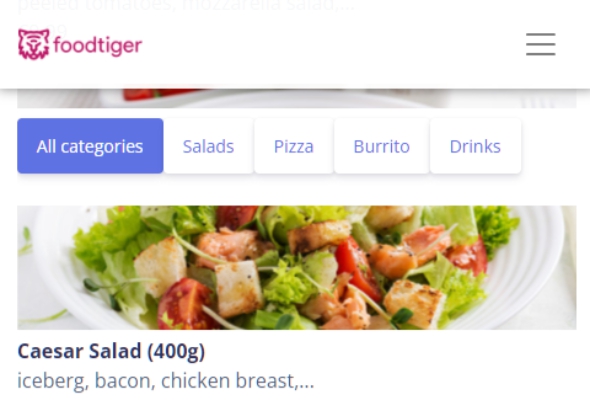 peeled tomatoes, mozzarella salad,...
foodtiger
All categories
Salads
Pizza
Burrito
Drinks
Caesar Salad (400g)
iceberg, bacon, chicken breast,...